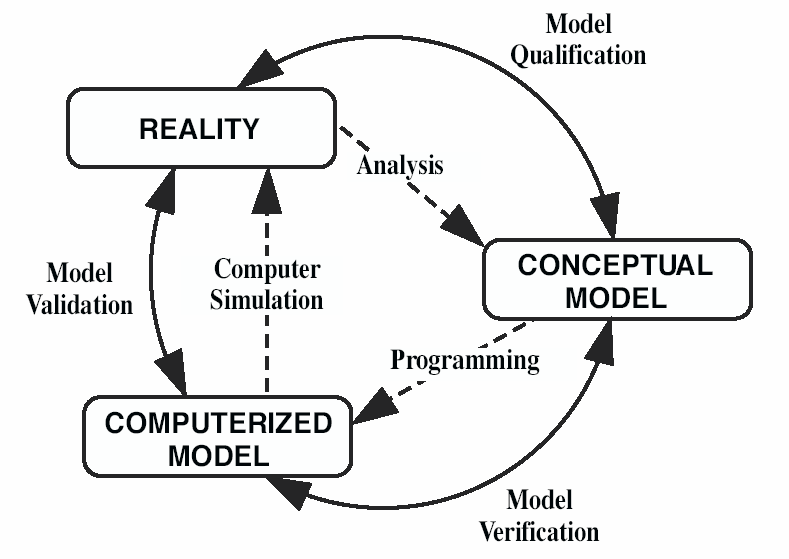 Model
Qualification
REALITY
Analysis
CONCEPTUAL
MODEL
Model
Validation
Computer
Simulation
Programming
COMPUTERIZED
MODEL
Model
Verification